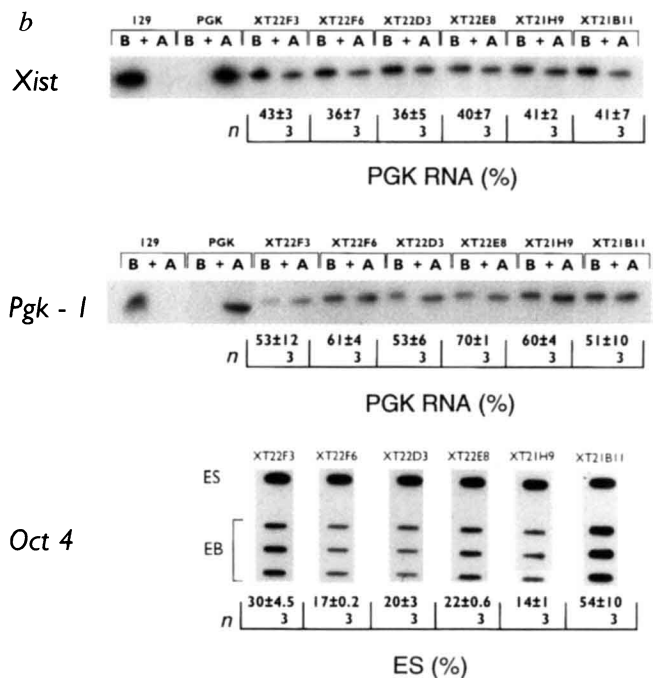 b
129 PGK XT22F3 XT22F6 XT22D3 XT22E8 XT21H9 XT21B11
B + A B + A B + A B + A B + A B + A B + A B + A
Xist
43±3 36±7 36±5 40±7 41±2 41±7
n 3 3 3 3 3 3
PGK RNA (%)
129 PGK XT22F3 XT22F6 XT22D3 XT22E8 XT21H9 XT21B11
B + A B + A B + A B + A B + A B + A B + A B + A
Pgk - 1
53±12 61±4 53±6 70±1 60±4 51±10
n 3 3 3 3 3 3
PGK RNA (%)
XT22F3 XT22F6 XT22D3 XT22E8 XT21H9 XT21B11
ES
Oct 4
EB
30±4.5 17±0.2 20±3 22±0.6 14±1 54±10
n 3 3 3 3 3 3
ES (%)